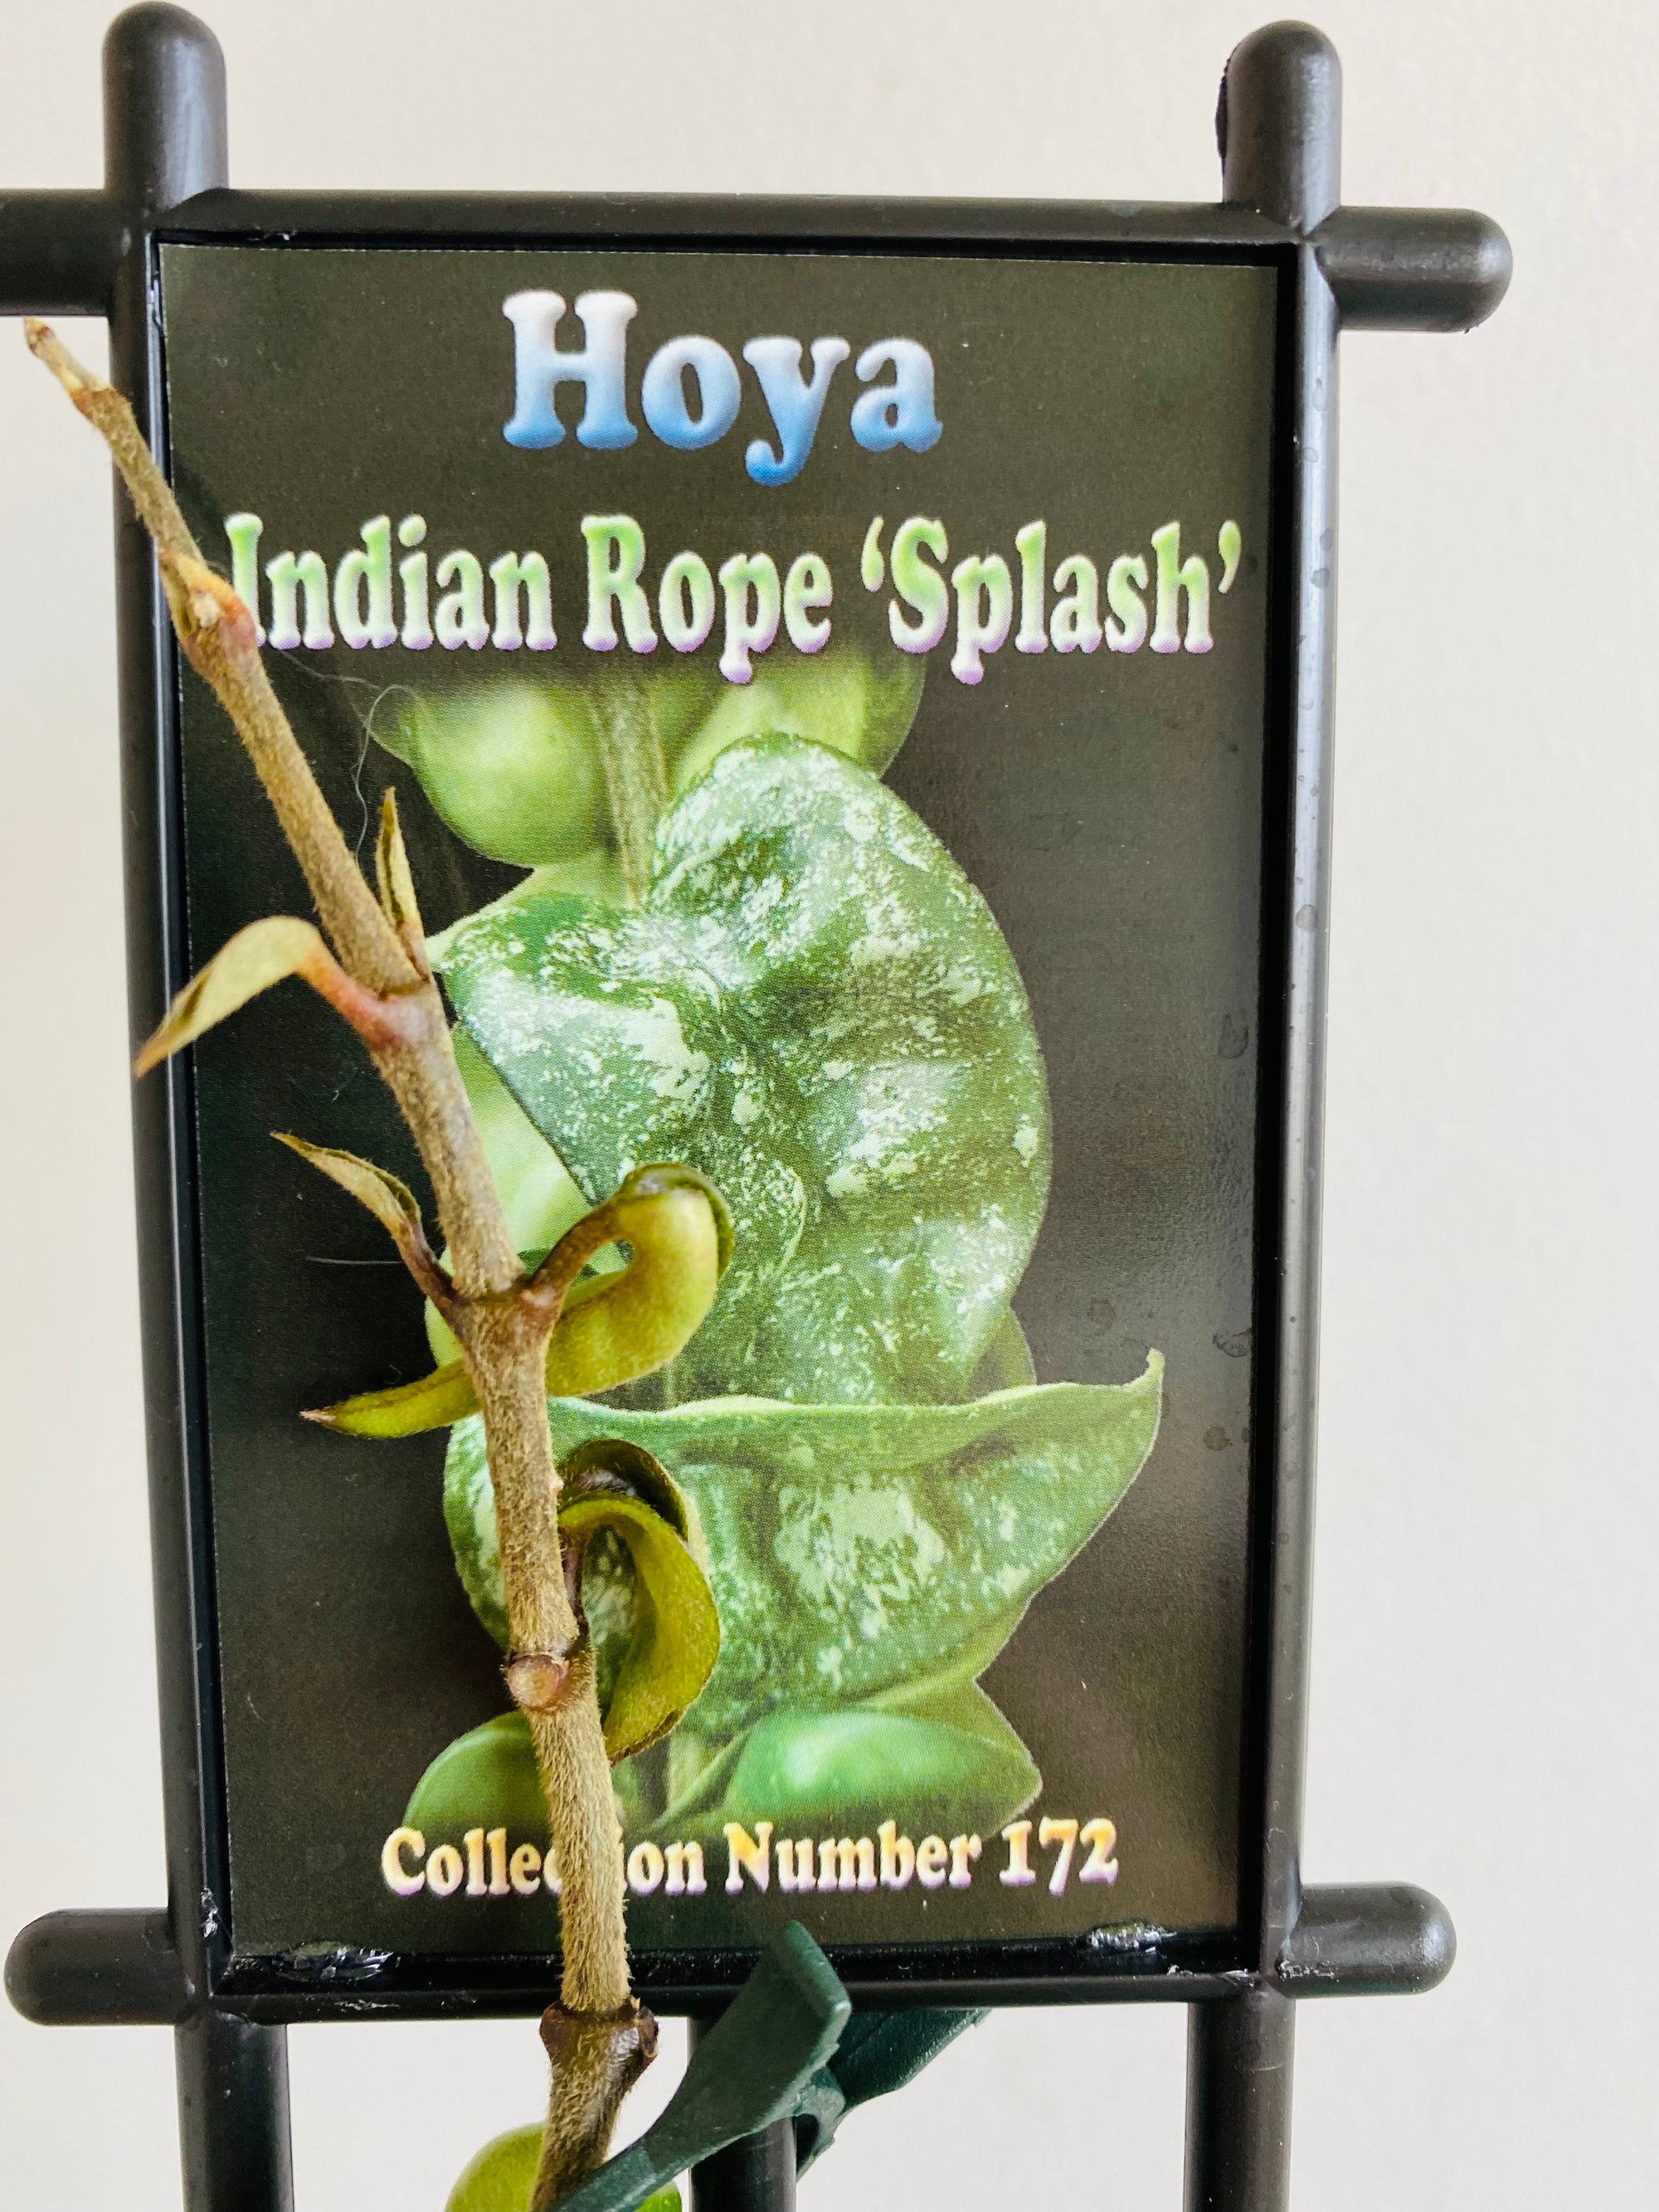 Hoya
Indian Rope ‘Splash’
Collection Number 172